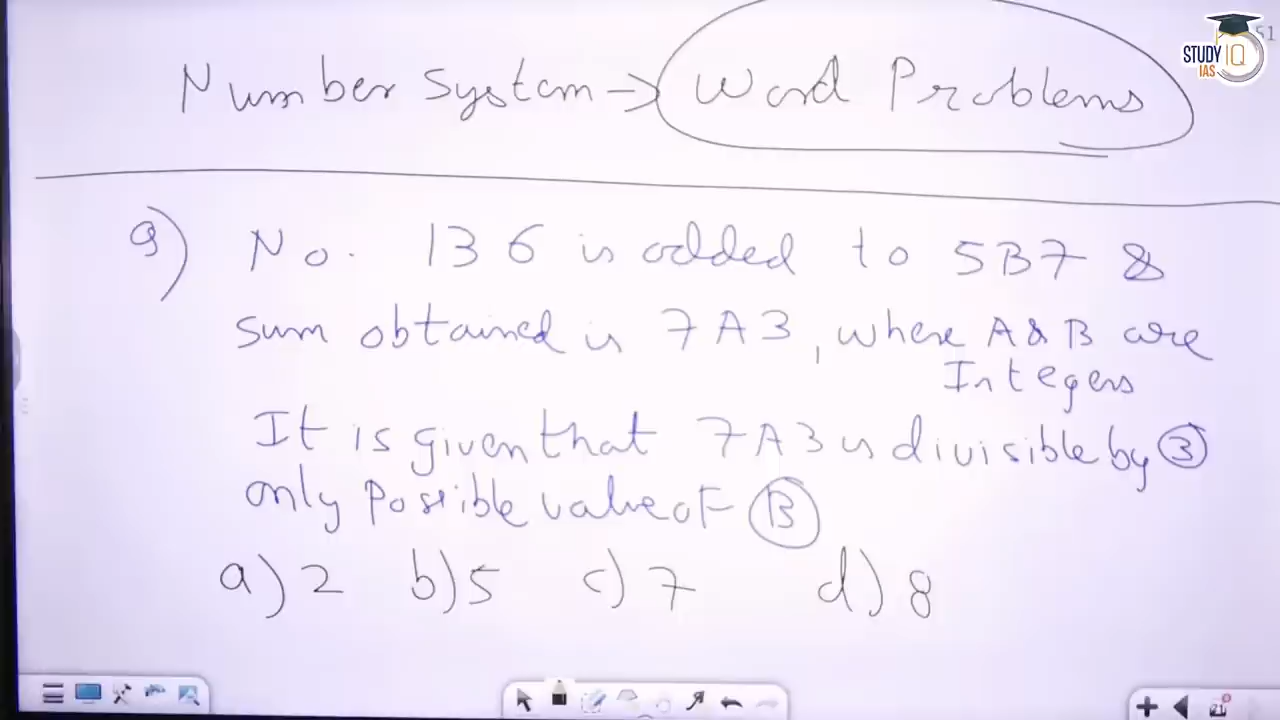 51
STUDY IQ
IAS
Number System → Word Problems
9) No. 136 is added to 5B7 &
sum obtained is 7A3, where A & B are
Integers
It is given that 7A3 is divisible by 3
only possible value of B
a) 2 b) 5 c) 7 d) 8
21